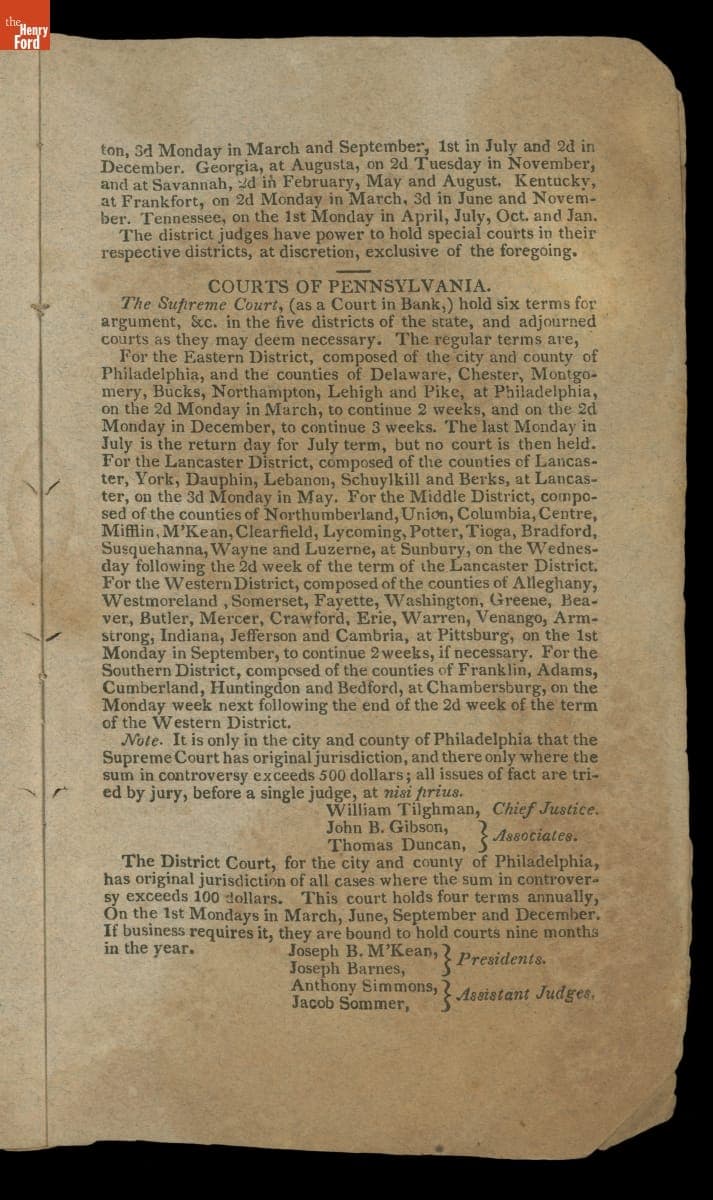 the
Henry
Ford
ton, 3d Monday in March and September, 1st in July and 2d in
December. Georgia, at Augusta, on 2d Tuesday in November,
and at Savannah, 2d in February, May and August. Kentucky,
at Frankfort, on 2d Monday in March, 3d in June and Novem-
ber. Tennessee, on the 1st Monday in April, July, Oct. and Jan.
The district judges have power to hold special courts in their
respective districts, at discretion, exclusive of the foregoing.
COURTS OF PENNSYLVANIA.
The Supreme Court, (as a Court in Bank,) hold six terms for
argument, &c. in the five districts of the state, and adjourned
courts as they may deem necessary. The regular terms are,
For the Eastern District, composed of the city and county of
Philadelphia, and the counties of Delaware, Chester, Montgo-
mery, Bucks, Northampton, Lehigh and Pike, at Philadelphia,
on the 2d Monday in March, to continue 2 weeks, and on the 2d
Monday in December, to continue 3 weeks. The last Monday in
July is the return day for July term, but no court is then held.
For the Lancaster District, composed of the counties of Lancas-
ter, York, Dauphin, Lebanon, Schuylkill and Berks, at Lancas-
ter, on the 3d Monday in May. For the Middle District, compo-
sed of the counties of Northumberland, Union, Columbia, Centre,
Mifflin, M'Kean, Clearfield, Lycoming, Potter, Tioga, Bradford,
Susquehanna, Wayne and Luzerne, at Sunbury, on the Wednes-
day following the 2d week of the term of the Lancaster District.
For the Western District, composed of the counties of Alleghany,
Westmoreland , Somerset, Fayette, Washington, Greene, Bea-
ver, Butler, Mercer, Crawford, Erie, Warren, Venango, Arm-
strong, Indiana, Jefferson and Cambria, at Pittsburg, on the 1st
Monday in September, to continue 2 weeks, if necessary. For the
Southern District, composed of the counties of Franklin, Adams,
Cumberland, Huntingdon and Bedford, at Chambersburg, on the
Monday week next following the end of the 2d week of the term
of the Western District.
Note. It is only in the city and county of Philadelphia that the
Supreme Court has original jurisdiction, and there only where the
sum in controversy exceeds 500 dollars; all issues of fact are tri-
ed by jury, before a single judge, at nisi prius.
William Tilghman, Chief Justice.
John B. Gibson,
Thomas Duncan, } Associates.
The District Court, for the city and county of Philadelphia,
has original jurisdiction of all cases where the sum in controver-
sy exceeds 100 dollars. This court holds four terms annually,
On the 1st Mondays in March, June, September and December.
If business requires it, they are bound to hold courts nine months
in the year. Joseph B. M'Kean,
Joseph Barnes, } Presidents.
Anthony Simmons,
Jacob Sommer, } Assistant Judges.